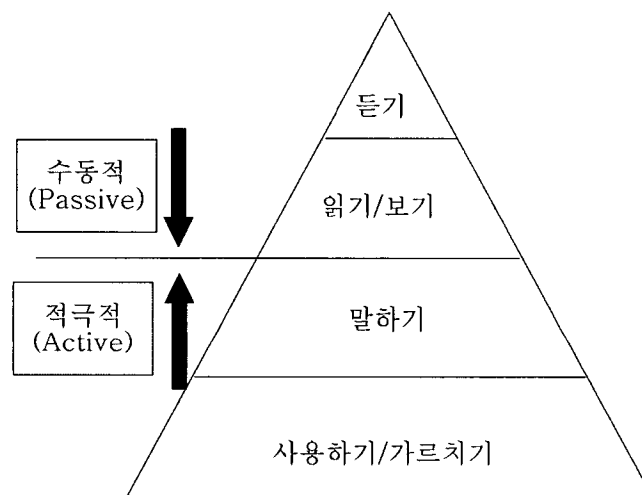 듣기
수동적
(Passive)
읽기/보기
적극적
(Active)
말하기
사용하기/가르치기